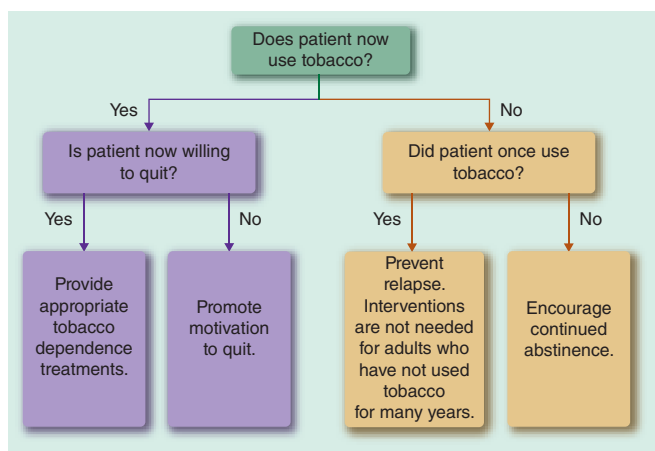 Does patient now
use tobacco?
Yes
No
Is patient now willing
to quit?
Did patient once use
tobacco?
Yes
No
Yes
No
Provide
appropriate
tobacco
dependence
treatments.
Promote
motivation
to quit.
Prevent
relapse.
Interventions
are not needed
for adults who
have not used
tobacco
for many years.
Encourage
continued
abstinence.